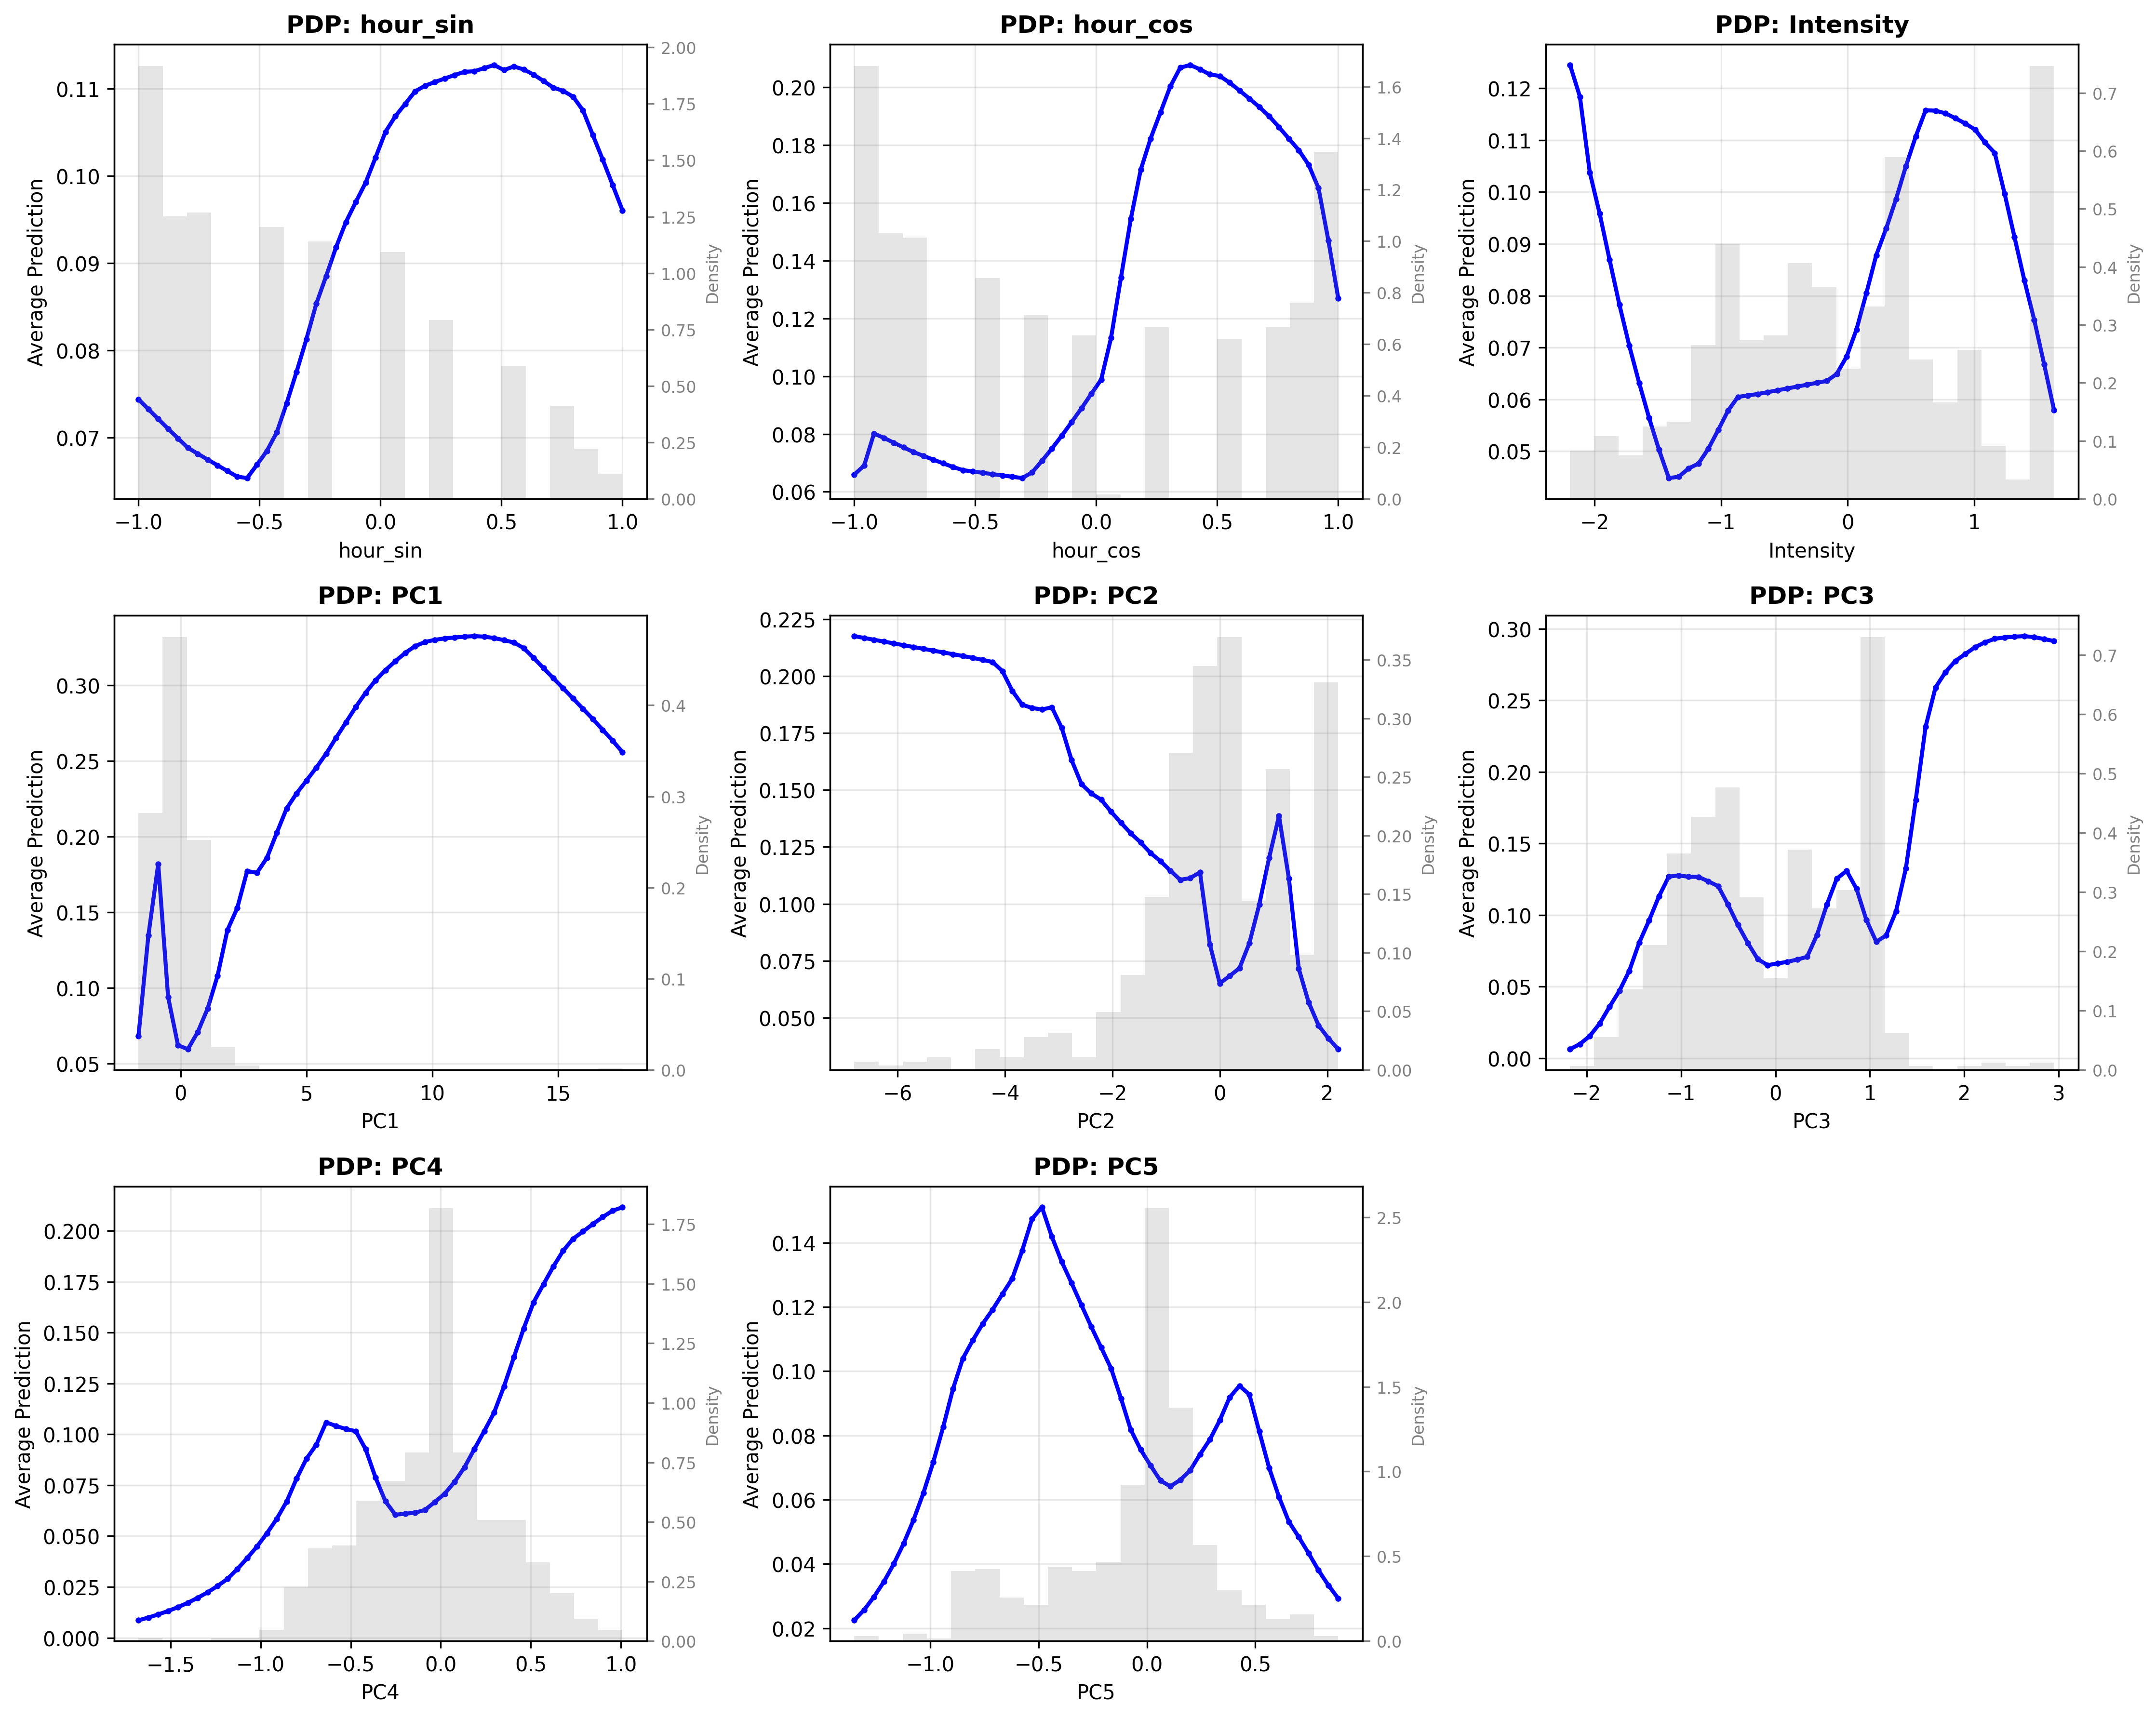 PDP: hour_sin
Average Prediction
0.11
0.10
0.09
0.08
0.07
2.00
1.75
1.50
1.25
1.00
0.75
0.50
0.25
0.00
Density
−1.0 −0.5 0.0 0.5 1.0
hour_sin
PDP: hour_cos
Average Prediction
0.20
0.18
0.16
0.14
0.12
0.10
0.08
0.06
1.6
1.4
1.2
1.0
0.8
0.6
0.4
0.2
0.0
Density
−1.0 −0.5 0.0 0.5 1.0
hour_cos
PDP: Intensity
Average Prediction
0.12
0.11
0.10
0.09
0.08
0.07
0.06
0.05
0.7
0.6
0.5
0.4
0.3
0.2
0.1
0.0
Density
−2 −1 0 1
Intensity
PDP: PC1
Average Prediction
0.30
0.25
0.20
0.15
0.10
0.05
0.4
0.3
0.2
0.1
0.0
Density
0 5 10 15
PC1
PDP: PC2
Average Prediction
0.225
0.200
0.175
0.150
0.125
0.100
0.075
0.050
0.35
0.30
0.25
0.20
0.15
0.10
0.05
0.00
Density
−6 −4 −2 0 2
PC2
PDP: PC3
Average Prediction
0.30
0.25
0.20
0.15
0.10
0.05
0.00
0.7
0.6
0.5
0.4
0.3
0.2
0.1
0.0
Density
−2 −1 0 1 2 3
PC3
PDP: PC4
Average Prediction
0.200
0.175
0.150
0.125
0.100
0.075
0.050
0.025
0.000
1.75
1.50
1.25
1.00
0.75
0.50
0.25
0.00
Density
−1.5 −1.0 −0.5 0.0 0.5 1.0
PC4
PDP: PC5
Average Prediction
0.14
0.12
0.10
0.08
0.06
0.04
0.02
2.5
2.0
1.5
1.0
0.5
0.0
Density
−1.0 −0.5 0.0 0.5
PC5